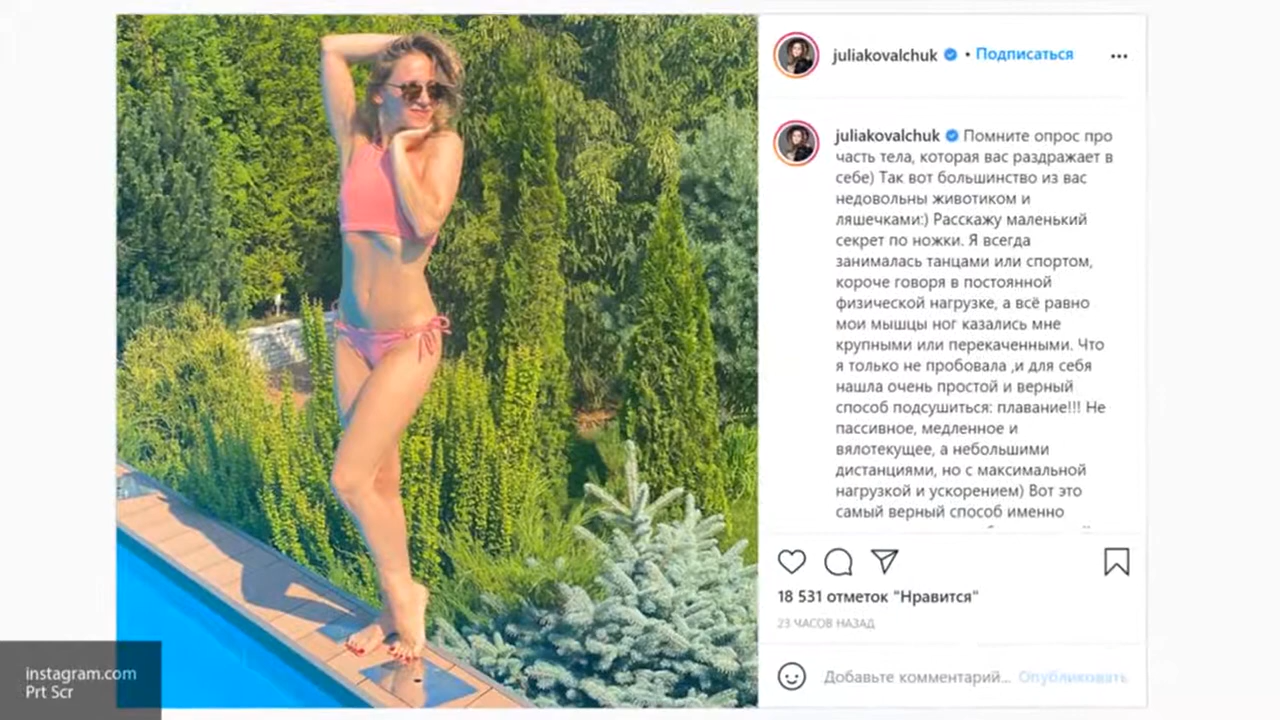 juliakovalchuk • Подписаться
juliakovalchuk Помните опрос про
часть тела, которая вас раздражает в
себе) Так вот большинство из вас
недовольны животиком и
ляшечками:) Расскажу маленький
секрет по ножки. Я всегда
занималась танцами или спортом,
короче говоря в постоянной
физической нагрузке, а всё равно
мои мышцы ног казались мне
крупными или перекаченными. Что
я только не пробовала ,и для себя
нашла очень простой и верный
способ подсушиться: плавание!!! Не
пассивное, медленное и
вялотекущее, а небольшими
дистанциями, но с максимальной
нагрузкой и ускорением) Вот это
самый верный способ именно
18 531 отметок "Нравится"
23 ЧАСОВ НАЗАД
Добавьте комментарий... Опубликовать
instagram.com
Prt Scr